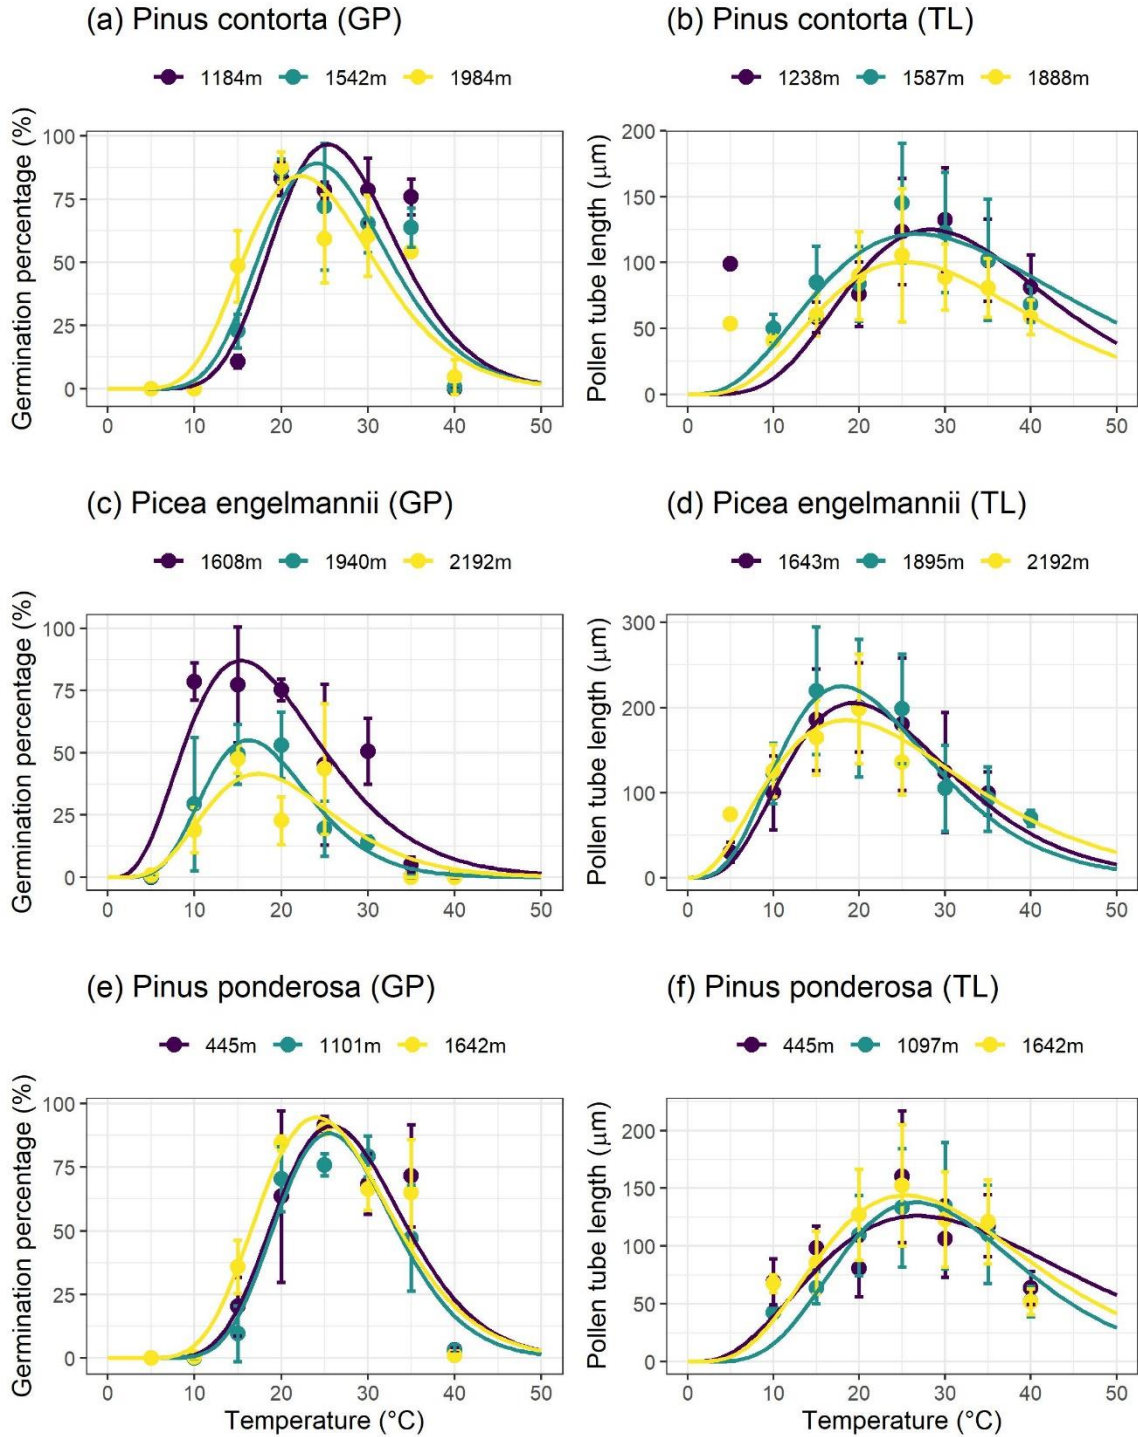 (a) Pinus contorta (GP)
1184m 1542m 1984m
Germination percentage (%)
100
75
50
25
0
0 10 20 30 40 50
(b) Pinus contorta (TL)
1238m 1587m 1888m
Pollen tube length (μm)
200
150
100
50
0
0 10 20 30 40 50
(c) Picea engelmannii (GP)
1608m 1940m 2192m
Germination percentage (%)
100
75
50
25
0
0 10 20 30 40 50
(d) Picea engelmannii (TL)
1643m 1895m 2192m
Pollen tube length (μm)
300
200
100
0
0 10 20 30 40 50
(e) Pinus ponderosa (GP)
445m 1101m 1642m
Germination percentage (%)
100
75
50
25
0
0 10 20 30 40 50
Temperature (°C)
(f) Pinus ponderosa (TL)
445m 1097m 1642m
Pollen tube length (μm)
200
150
100
50
0
0 10 20 30 40 50
Temperature (°C)